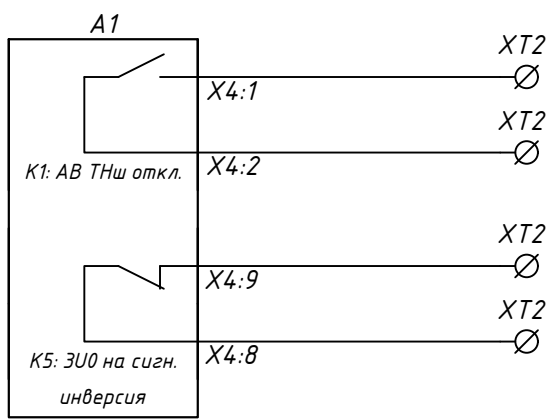 A1
XT2
X4:1
XT2
K1: АВ ТНш откл.
X4:2
XT2
X4:9
XT2
K5: 3U0 на сигн.
X4:8
инверсия